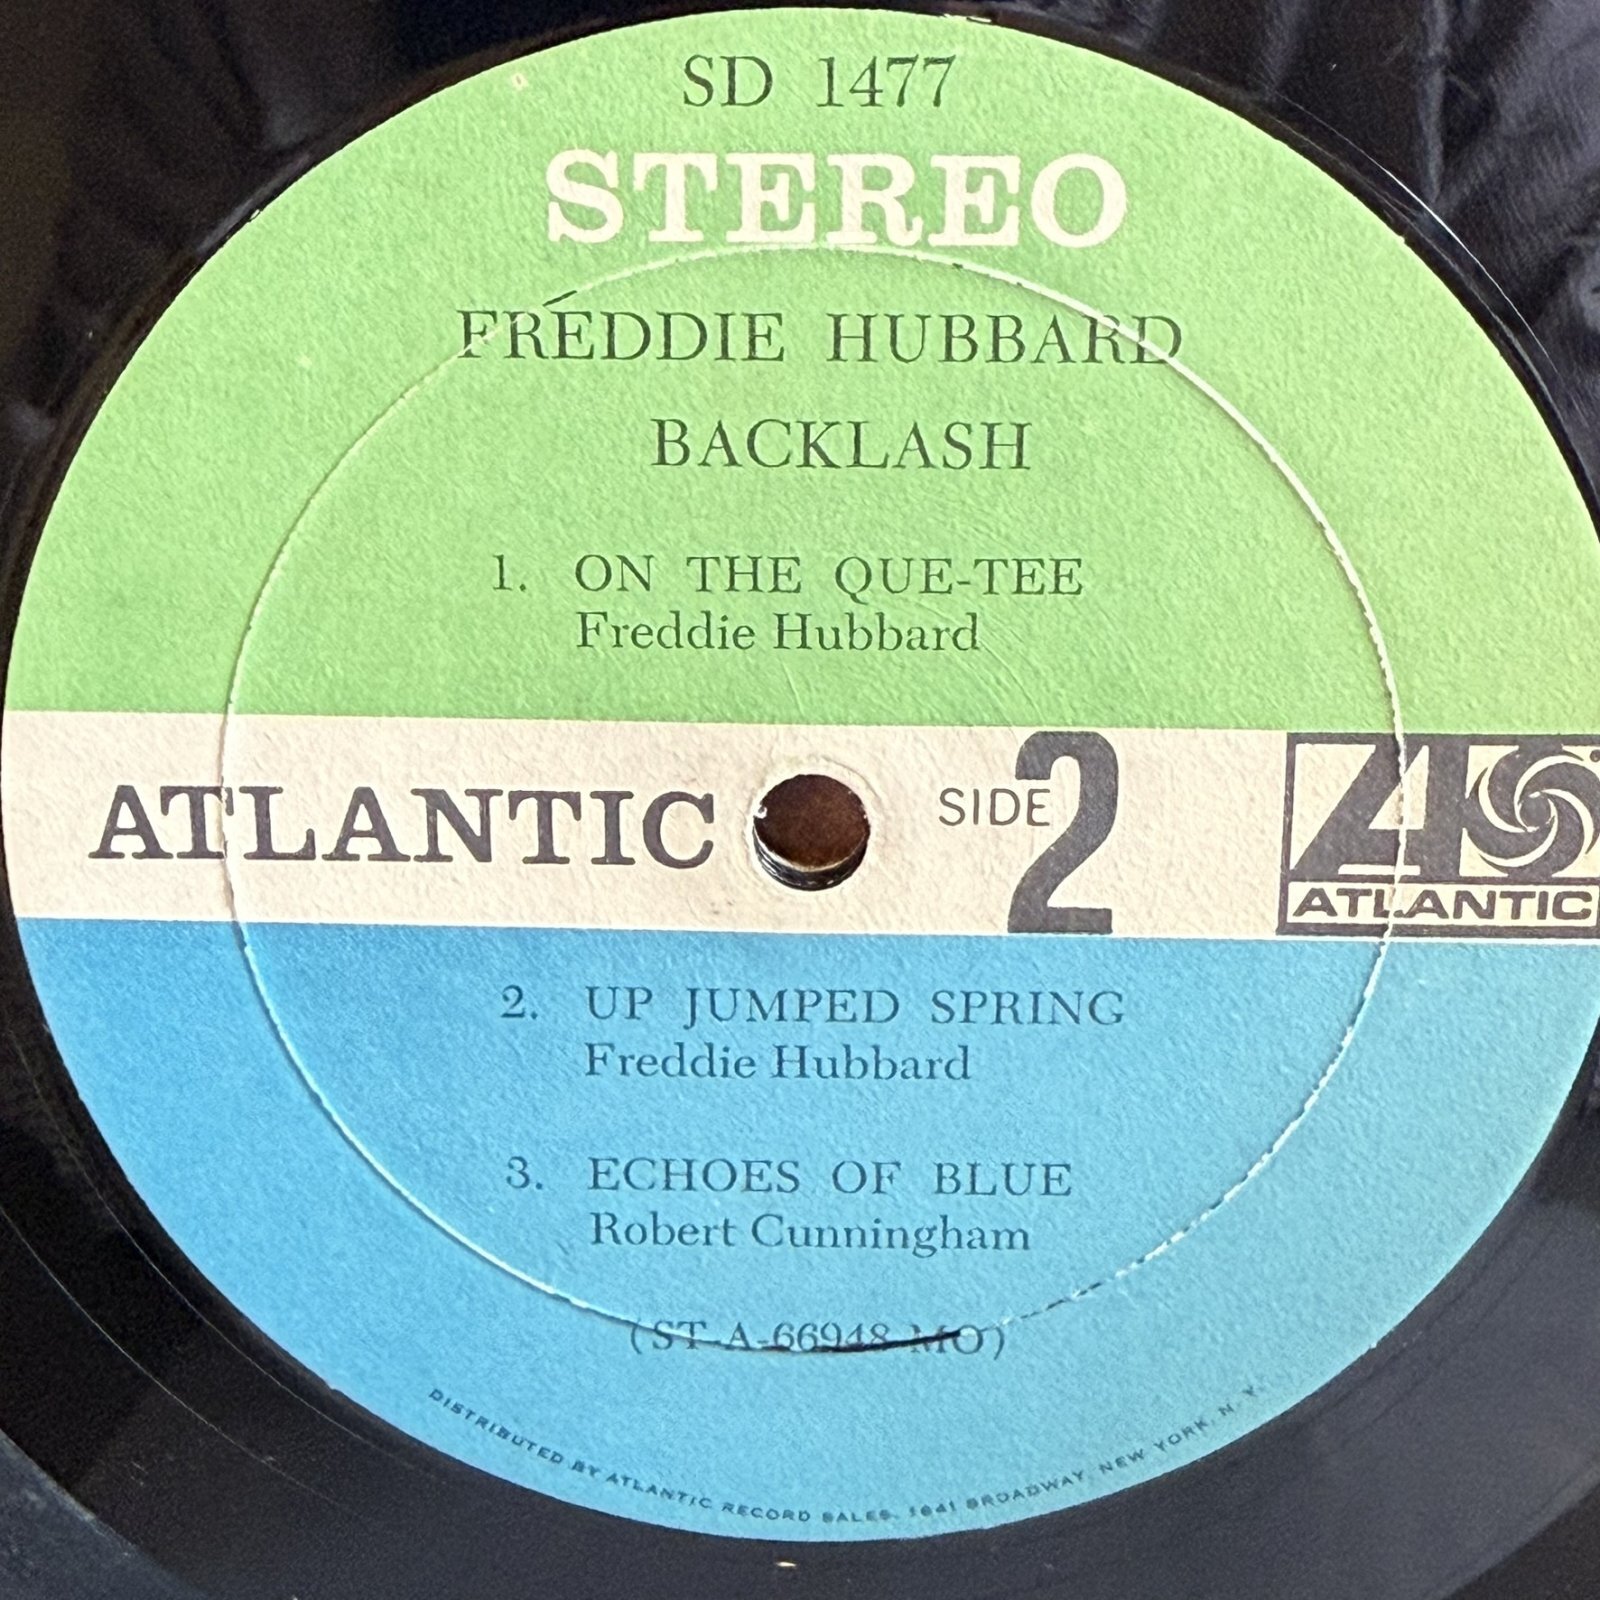 SD 1477
STEREO
FREDDIE HUBBARD
BACKLASH
1. ON THE QUE-TEE
Freddie Hubbard
ATLANTIC
SIDE 2
ATLANTIC
2. UP JUMPED SPRING
Freddie Hubbard
3. ECHOES OF BLUE
Robert Cunningham
(ST-A-66948 MO)
DISTRIBUTED BY ATLANTIC RECORD SALES, 1841 BROADWAY, NEW YORK, N. Y.